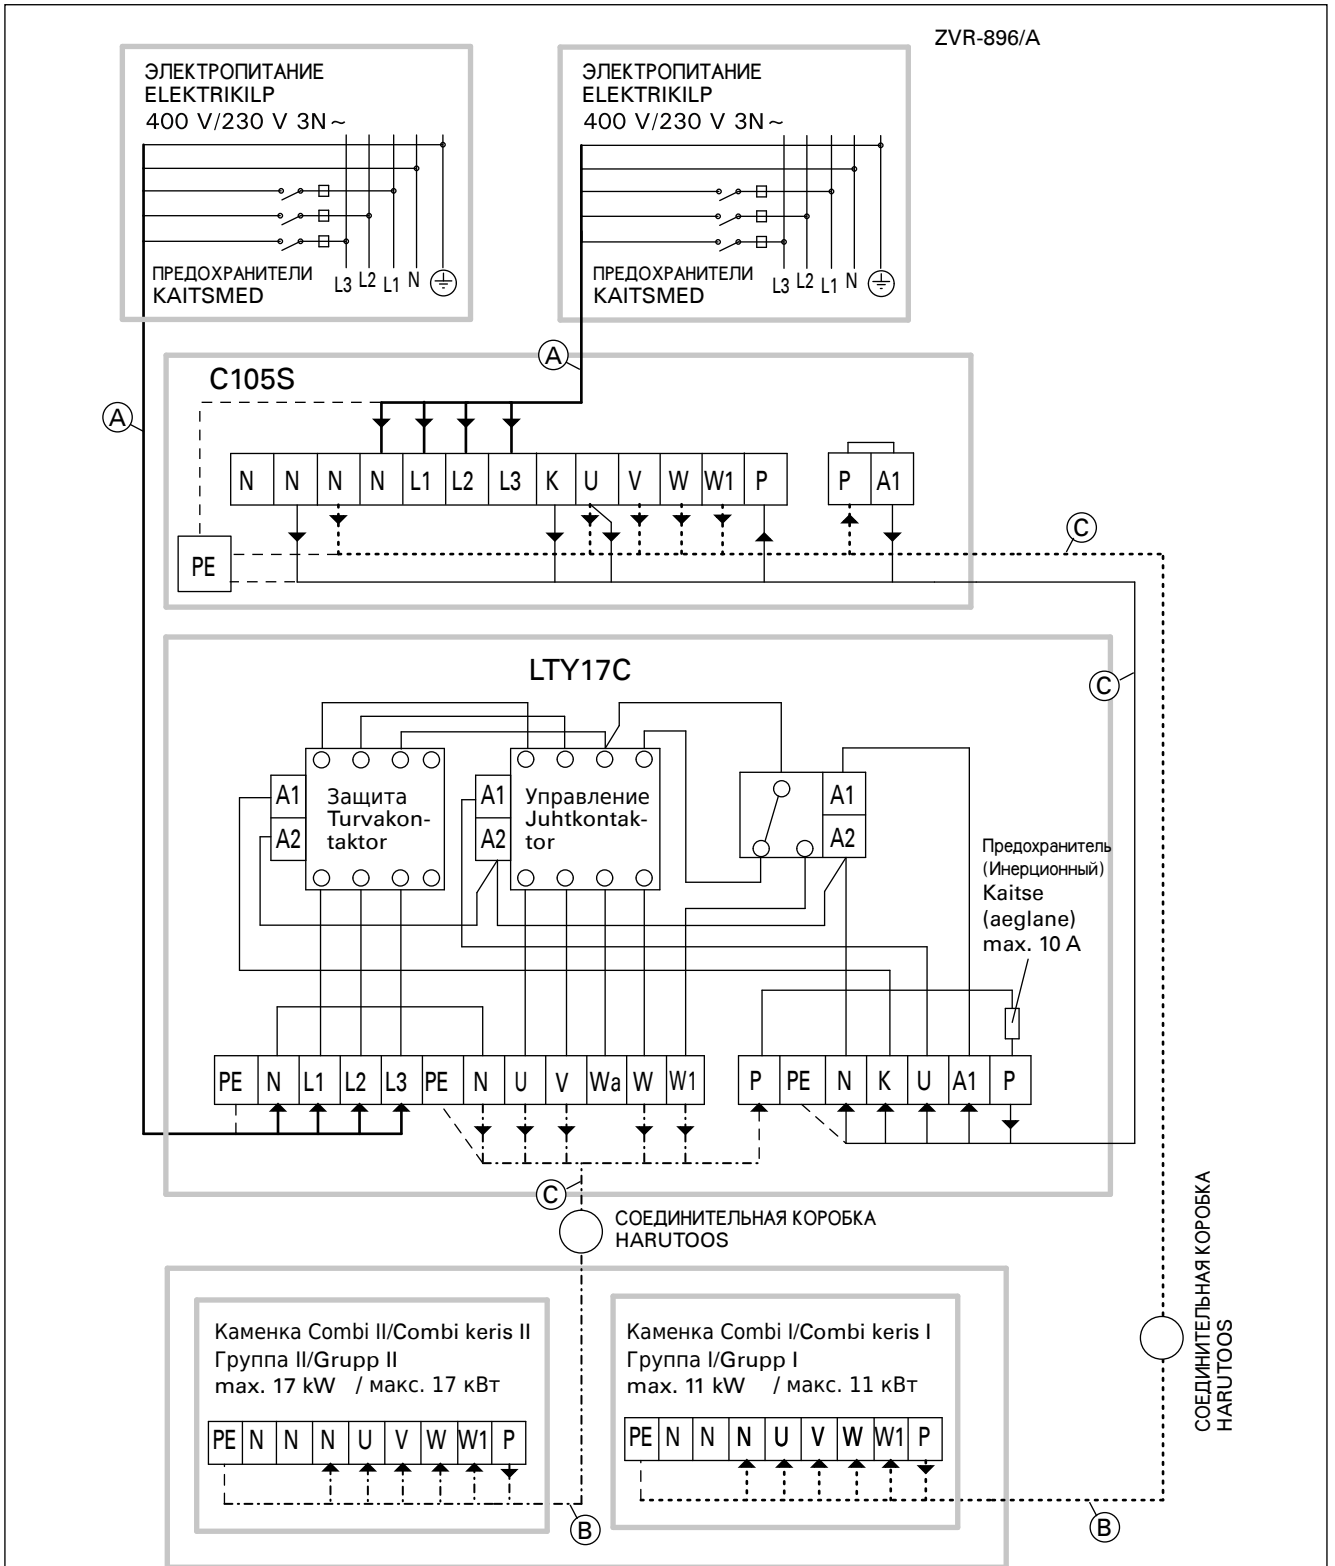 ZVR-896/A
ЭЛЕКТРОПИТАНИЕ
ELEKTRIKILP
400 V/230 V 3N~
ПРЕДОХРАНИТЕЛИ
KAITSMED
L3 L2 L1 N
ЭЛЕКТРОПИТАНИЕ
ELEKTRIKILP
400 V/230 V 3N~
ПРЕДОХРАНИТЕЛИ
KAITSMED
L3 L2 L1 N
A
A
C105S
N N N N L1 L2 L3 K U V W W1 P
P A1
PE
C
LTY17C
C
A1
A2
Защита
Turvakon-
taktor
A1
A2
Управление
Juhtkontak-
tor
A1
A2
Предохранитель
(Инерционный)
Kaitse
(aeglane)
max. 10 A
PE N L1 L2 L3 PE N U V Wa W W1
P PE N K U A1 P
C
СОЕДИНИТЕЛЬНАЯ КОРОБКА
HARUTOOS
СОЕДИНИТЕЛЬНАЯ КОРОБКА
HARUTOOS
Каменка Combi II/Combi keris II
Группа II/Grupp II
max. 17 kW / макс. 17 кВт
PE N N N U V W W1 P
B
Каменка Combi I/Combi keris I
Группа I/Grupp I
max. 11 kW / макс. 11 кВт
PE N N N U V W W1 P
B